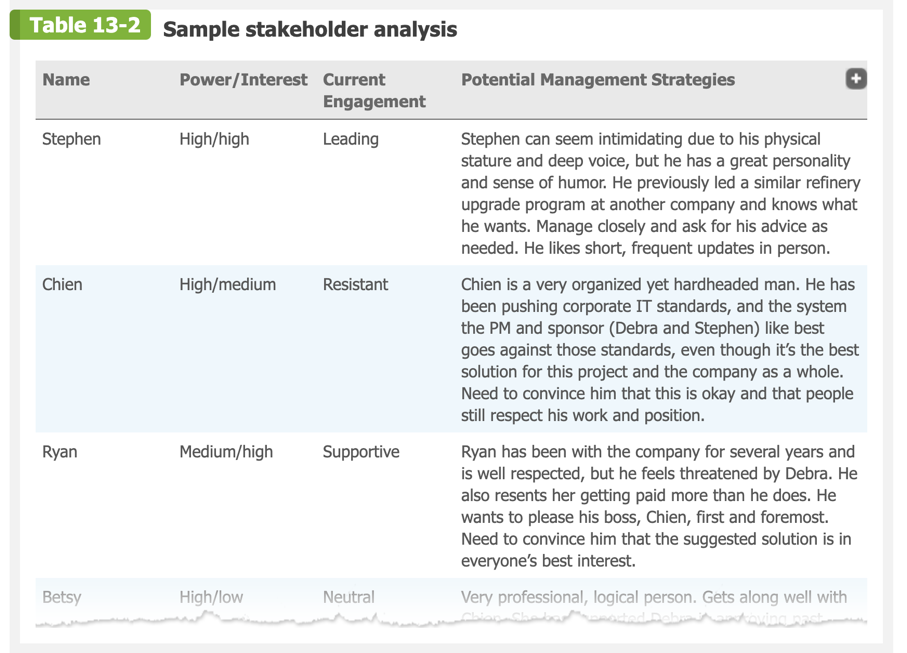 Table 13-2 Sample stakeholder analysis
Name Power/Interest Current Engagement Potential Management Strategies
Stephen High/high Leading Stephen can seem intimidating due to his physical
stature and deep voice, but he has a great personality
and sense of humor. He previously led a similar refinery
upgrade program at another company and knows what
he wants. Manage closely and ask for his advice as
needed. He likes short, frequent updates in person.
Chien High/medium Resistant Chien is a very organized yet hardheaded man. He has
been pushing corporate IT standards, and the system
the PM and sponsor (Debra and Stephen) like best
goes against those standards, even though it’s the best
solution for this project and the company as a whole.
Need to convince him that this is okay and that people
still respect his work and position.
Ryan Medium/high Supportive Ryan has been with the company for several years and
is well respected, but he feels threatened by Debra. He
also resents her getting paid more than he does. He
wants to please his boss, Chien, first and foremost.
Need to convince him that the suggested solution is in
everyone’s best interest.
Betsy High/low Neutral Very professional, logical person. Gets along well with